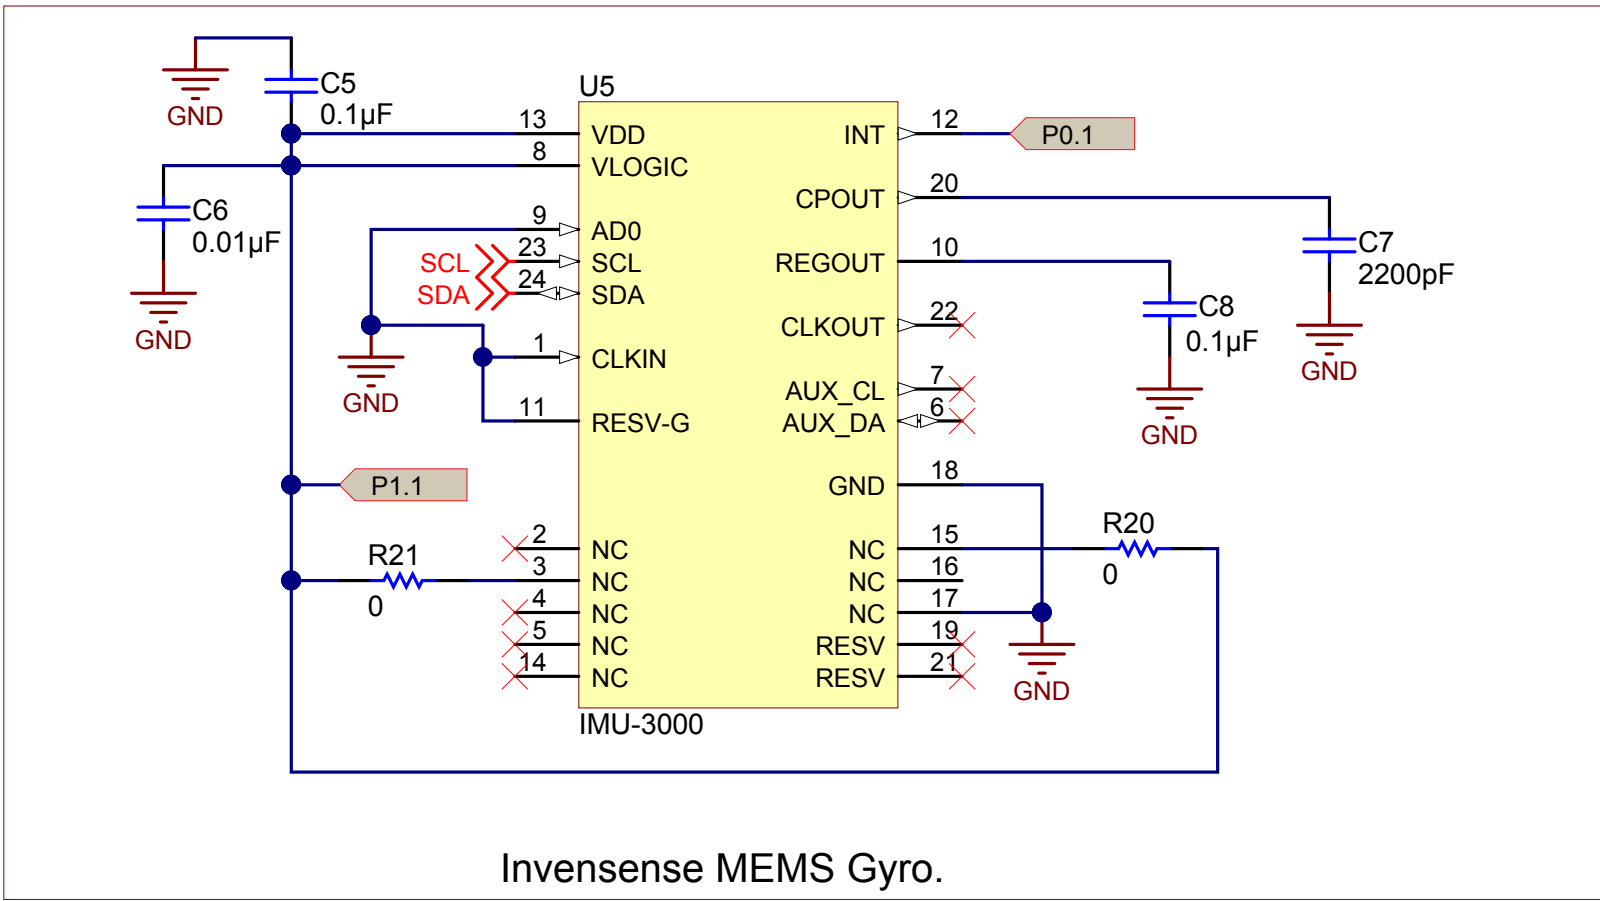 C5
0.1µF
GND
C6
0.01µF
GND
U5
13 VDD
8 VLOGIC
9 AD0
SCL 23 SCL
SDA 24 SDA
1 CLKIN
11 RESV-G
GND
P1.1
R21
0
2 NC
3 NC
4 NC
5 NC
14 NC
INT 12 P0.1
CPOUT 20
REGOUT 10
CLKOUT 22
AUX_CL 7
AUX_DA 6
GND 18
NC 15
NC 16
NC 17
RESV 19
RESV 21
C7
2200pF
GND
C8
0.1µF
GND
R20
0
GND
IMU-3000
Invensense MEMS Gyro.